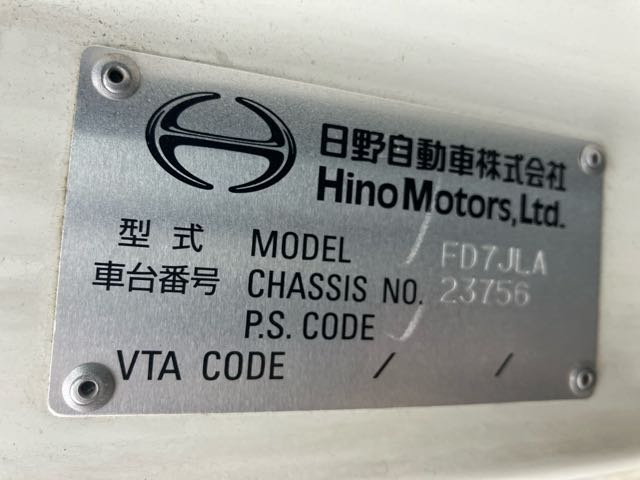 日野自動車株式会社
Hino Motors, Ltd.
型式 MODEL FD7JLA
車台番号 CHASSIS NO. 23756
P.S. CODE
VTA CODE / /